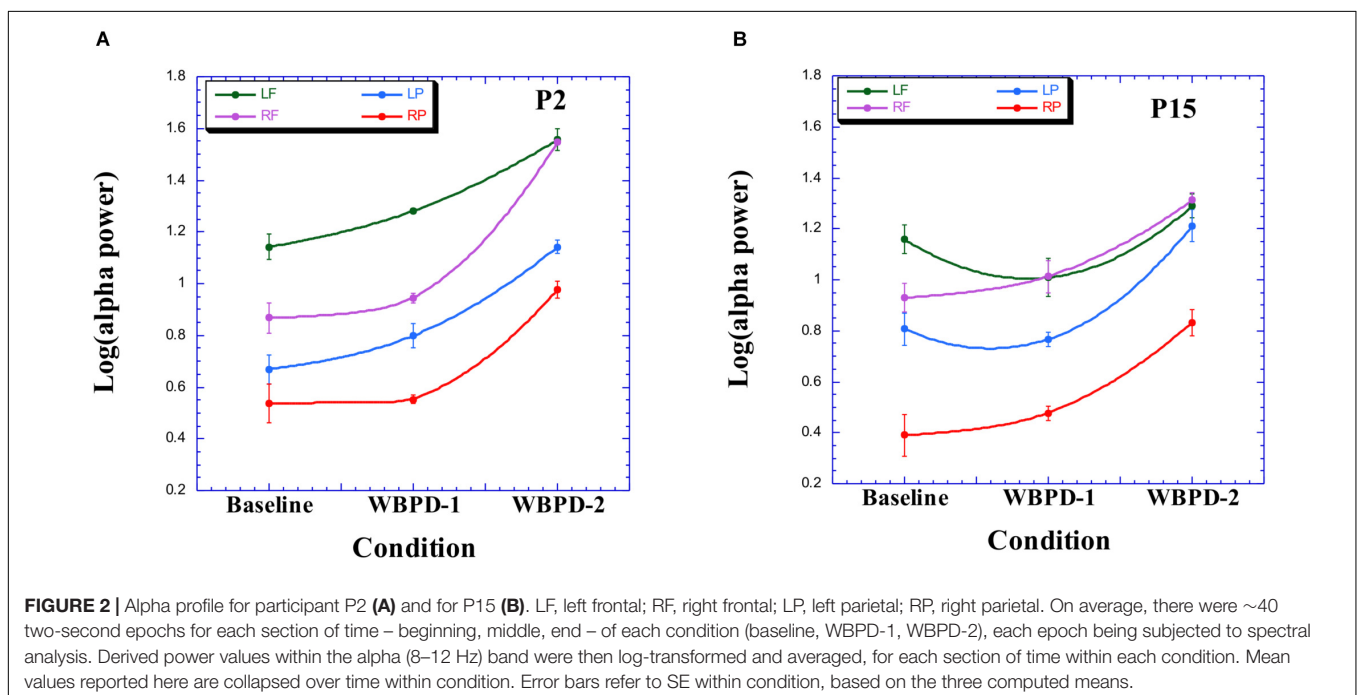 A
1.8
1.6
1.4
1.2
1
0.8
0.6
0.4
0.2
Log(alpha power)
LF
LP
RF
RP
P2
Baseline
WBPD-1
WBPD-2
Condition
B
1.8
1.6
1.4
1.2
1
0.8
0.6
0.4
0.2
Log(alpha power)
LF
LP
RF
RP
P15
Baseline
WBPD-1
WBPD-2
Condition
FIGURE 2 | Alpha profile for participant P2 (A) and for P15 (B). LF, left frontal; RF, right frontal; LP, left parietal; RP, right parietal. On average, there were ~40
two-second epochs for each section of time – beginning, middle, end – of each condition (baseline, WBPD-1, WBPD-2), each epoch being subjected to spectral
analysis. Derived power values within the alpha (8–12 Hz) band were then log-transformed and averaged, for each section of time within each condition. Mean
values reported here are collapsed over time within condition. Error bars refer to SE within condition, based on the three computed means.